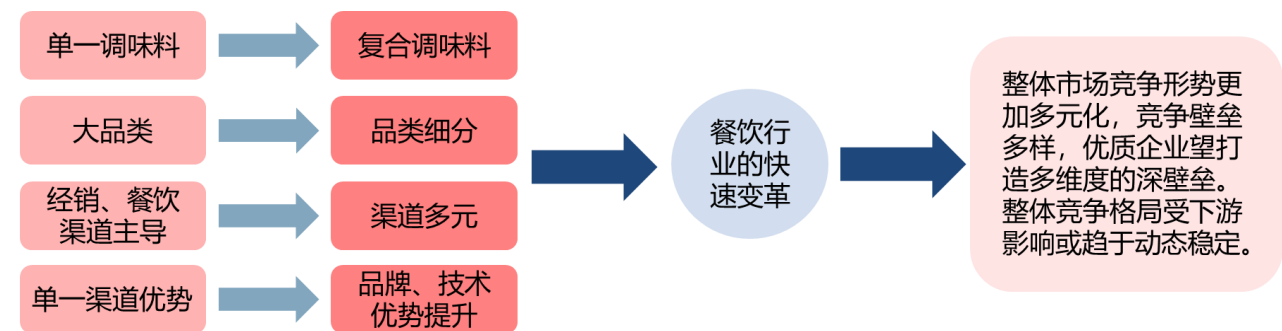 单一调味料
复合调味料
大品类
品类细分
经销、餐饮
渠道主导
渠道多元
单一渠道优势
品牌、技术
优势提升
餐饮行
业的快
速变革
整体市场竞争形势更
加多元化，竞争壁垒
多样，优质企业望打
造多维度的深壁垒。
整体竞争格局受下游
影响或趋于动态稳定。